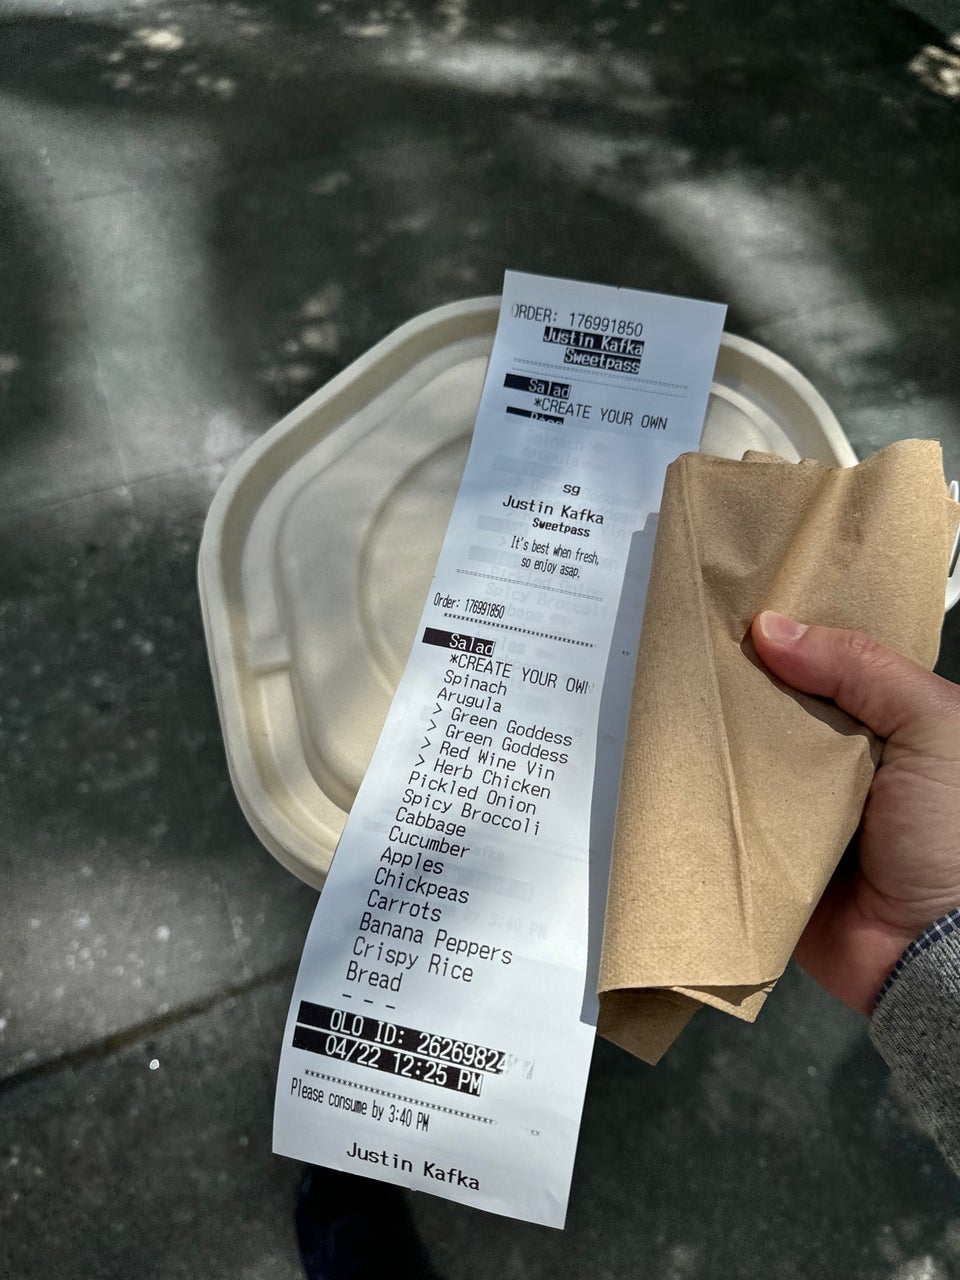 ORDER: 176991850
Justin Kafka
Sweetpass
Salad
*CREATE YOUR OWN
sg
Justin Kafka
Sweetpass
It's best when fresh,
so enjoy asap.
Order: 176991850
Salad
*CREATE YOUR OWN
Spinach
Arugula
> Green Goddess
> Green Goddess
> Red Wine Vin
> Herb Chicken
Pickled Onion
Spicy Broccoli
Cabbage
Cucumber
Apples
Chickpeas
Carrots
Banana Peppers
Crispy Rice
Bread
- - -
OLO ID: 26269824
04/22 12:25 PM
Please consume by 3:40 PM
Justin Kafka